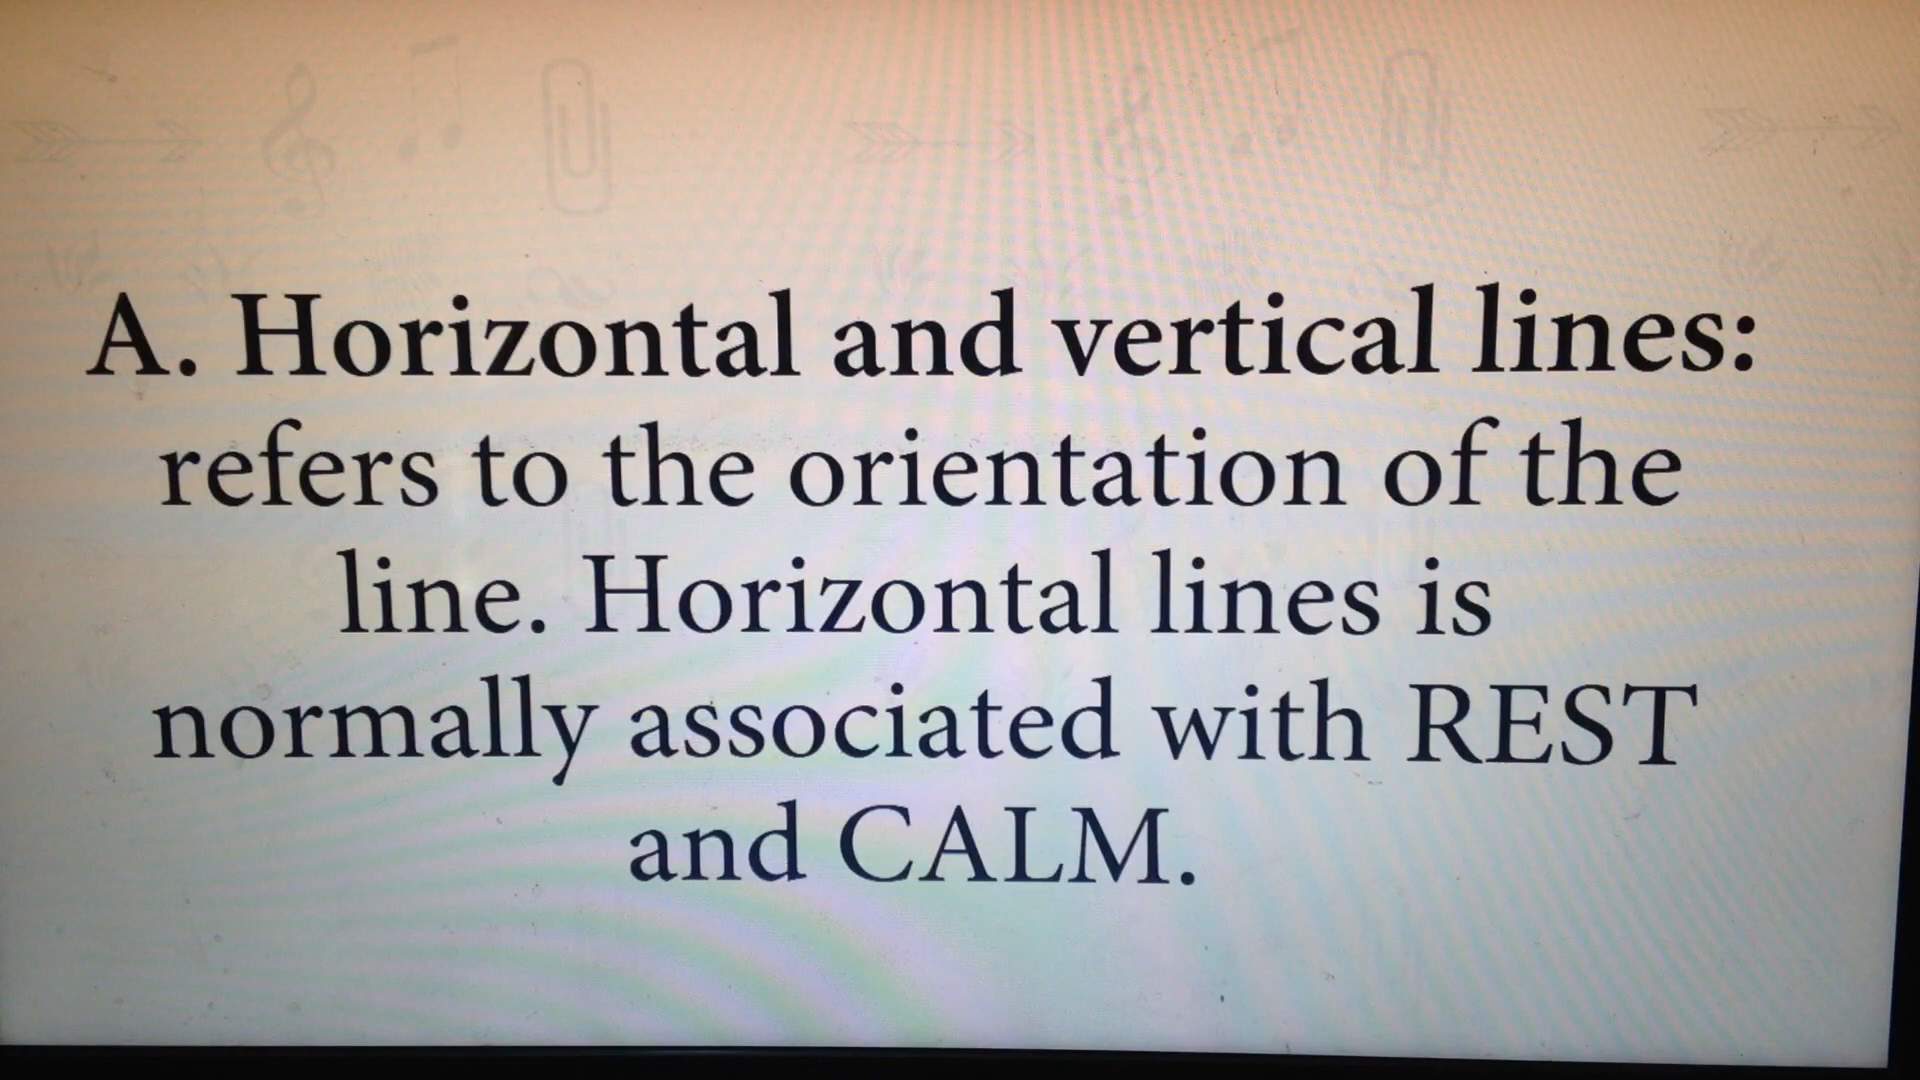 A. Horizontal and vertical lines:
refers to the orientation of the
line. Horizontal lines is
normally associated with REST
and CALM.